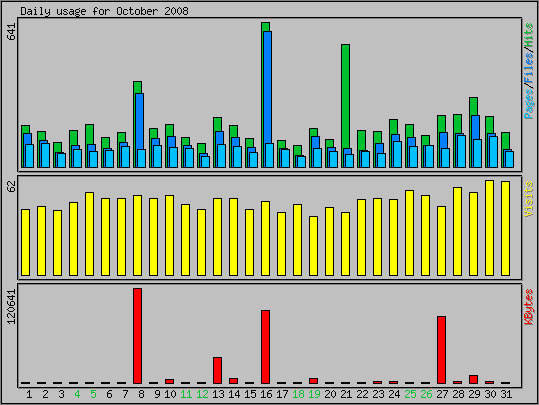 Daily usage for October 2008
641
Pages/Files/Hits
62
Visits
120641
KBytes
1 2 3 4 5 6 7 8 9 10 11 12 13 14 15 16 17 18 19 20 21 22 23 24 25 26 27 28 29 30 31